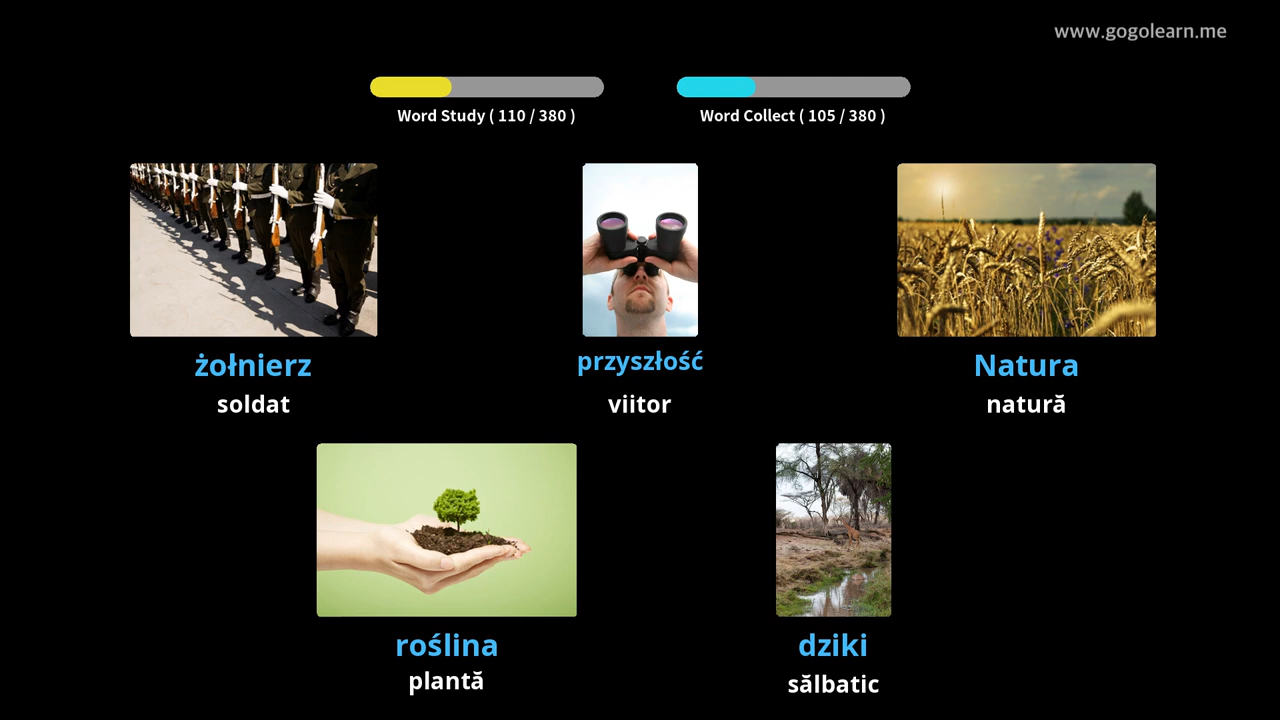 www.gogolearn.me
Word Study ( 110 / 380 )
Word Collect ( 105 / 380 )
żołnierz
soldat
przyszłość
viitor
Natura
natură
roślina
plantă
dziki
sălbatic